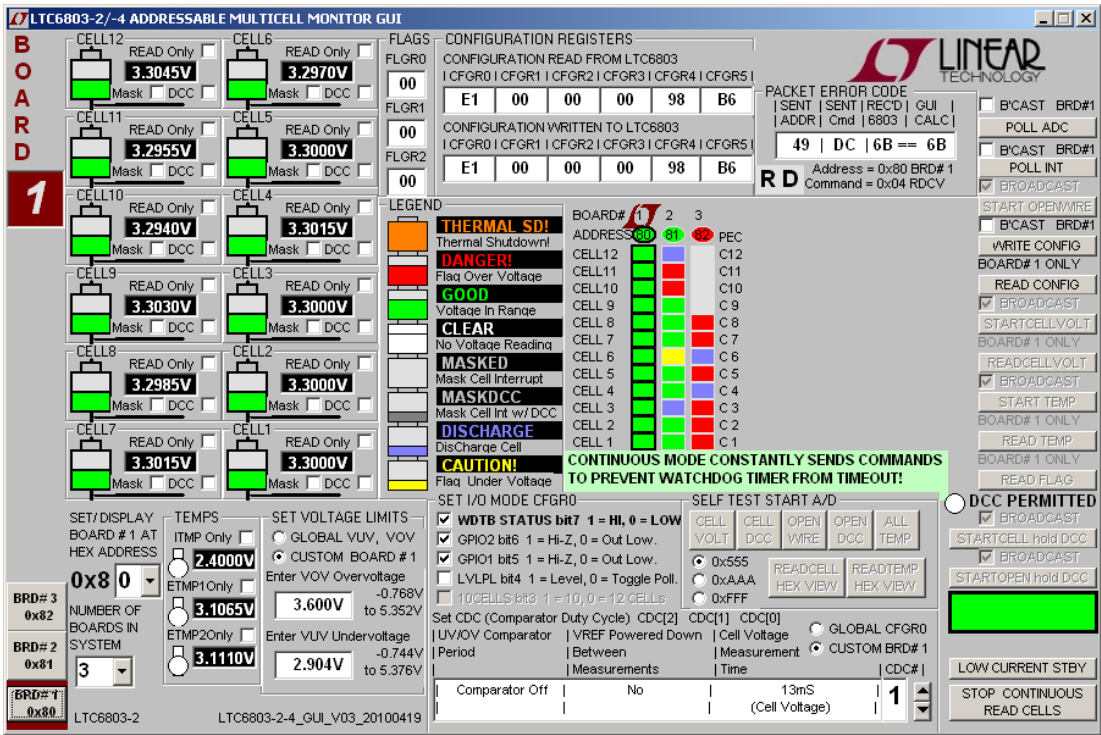 LTC6803-2/-4 ADDRESSABLE MULTICELL MONITOR GUI
BOARD
1
CELL12
READ Only
3.3045V
Mask DCC
CELL6
READ Only
3.2970V
Mask DCC
CELL11
READ Only
3.2955V
Mask DCC
CELL5
READ Only
3.3000V
Mask DCC
CELL10
READ Only
3.2940V
Mask DCC
CELL4
READ Only
3.3015V
Mask DCC
CELL9
READ Only
3.3030V
Mask DCC
CELL3
READ Only
3.3000V
Mask DCC
CELL8
READ Only
3.2985V
Mask DCC
CELL2
READ Only
3.3000V
Mask DCC
CELL7
READ Only
3.3015V
Mask DCC
CELL1
READ Only
3.3000V
Mask DCC
FLAGS
FLGR0
00
FLGR1
00
FLGR2
00
CONFIGURATION REGISTERS
CONFIGURATION READ FROM LTC6803
| CFGR0 | CFGR1 | CFGR2 | CFGR3 | CFGR4 | CFGR5 |
E1 00 00 00 98 B6
CONFIGURATION WRITTEN TO LTC6803
| CFGR0 | CFGR1 | CFGR2 | CFGR3 | CFGR4 | CFGR5 |
E1 00 00 00 98 B6
LINEAR
TECHNOLOGY
PACKET ERROR CODE
| SENT | SENT | REC'D | GUI |
| ADDR | Cmd | 6803 | CALC |
49 | DC | 6B == 6B
RD
Address = 0x80 BRD# 1
Command = 0x04 RDCV
LEGEND
THERMAL SD!
Thermal Shutdown!
DANGER!
Flag Over Voltage
GOOD
Voltage In Range
CLEAR
No Voltage Reading
MASKED
Mask Cell Interrupt
MASKDCC
Mask Cell Int w/ DCC
DISCHARGE
DisCharge Cell
CAUTION!
Flag Under Voltage
BOARD# 1 2 3
ADDRESS 80 81 82 PEC
CELL12 C12
CELL11 C11
CELL10 C10
CELL 9 C 9
CELL 8 C 8
CELL 7 C 7
CELL 6 C 6
CELL 5 C 5
CELL 4 C 4
CELL 3 C 3
CELL 2 C 2
CELL 1 C 1
CONTINUOUS MODE CONSTANTLY SENDS COMMANDS
TO PREVENT WATCHDOG TIMER FROM TIMEOUT!
B'CAST BRD#1
POLL ADC
B'CAST BRD#1
POLL INT
BROADCAST
START OPENWIRE
B'CAST BRD#1
WRITE CONFIG
BOARD# 1 ONLY
READ CONFIG
BROADCAST
STARTCELLVOLT
BOARD# 1 ONLY
READCELLVOLT
BROADCAST
START TEMP
BOARD# 1 ONLY
READ TEMP
BOARD# 1 ONLY
READ FLAG
DCC PERMITTED
BROADCAST
STARTCELL hold DCC
BROADCAST
STARTOPEN hold DCC
LOW CURRENT STBY
STOP CONTINUOUS
READ CELLS
BRD# 3
0x82
BRD# 2
0x81
BRD# 1
0x80
SET/ DISPLAY
BOARD # 1 AT
HEX ADDRESS
0x8 0
NUMBER OF
BOARDS IN
SYSTEM
3
LTC6803-2
TEMPS
ITMP Only
2.4000V
ETMP1Only
3.1065V
ETMP2Only
3.1110V
SET VOLTAGE LIMITS
GLOBAL VUV, VOV
CUSTOM BOARD # 1
Enter VOV Overvoltage
3.600V
-0.768V
to 5.352V
Enter VUV Undervoltage
2.904V
-0.744V
to 5.376V
LTC6803-2-4_GUI_V03_20100419
SET I/O MODE CFGR0
WDTB STATUS bit7 1 = HI, 0 = LOW
GPIO2 bit6 1 = Hi-Z, 0 = Out Low.
GPIO1 bit5 1 = Hi-Z, 0 = Out Low.
LVLPL bit4 1 = Level, 0 = Toggle Poll.
10CELLS bit3 1 = 10, 0 = 12 CELLs
SELF TEST START A/D
CELL VOLT
CELL DCC
OPEN WIRE
OPEN DCC
ALL TEMP
0x555
0xAAA
0xFFF
READCELL
HEX VIEW
READTEMP
HEX VIEW
Set CDC (Comparator Duty Cycle) CDC[2] CDC[1] CDC[0]
| UV/OV Comparator | VREF Powered Down | Cell Voltage
| Period | Between | Measurement
| | Measurements | Time | CDC# |
GLOBAL CFGR0
CUSTOM BRD# 1
| Comparator Off | No | 13mS | 1
| | | (Cell Voltage) |